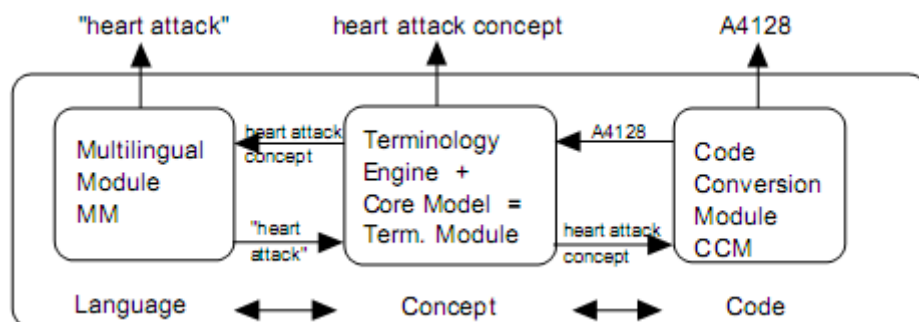 "heart attack"
heart attack concept
A4128
Multilingual
Module
MM
heart attack
concept
"heart
attack"
Terminology
Engine +
Core Model =
Term. Module
A4128
heart attack
concept
Code
Conversion
Module
CCM
Language
Concept
Code